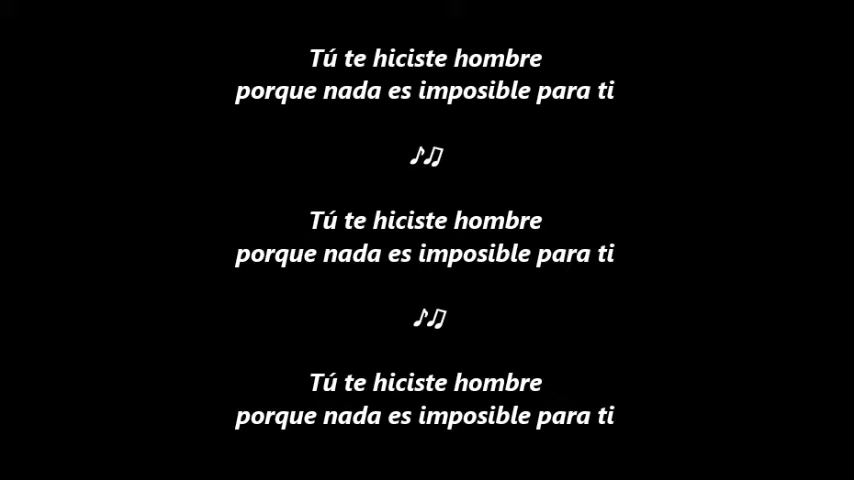 Tú te hiciste hombre
porque nada es imposible para ti
♪♫
Tú te hiciste hombre
porque nada es imposible para ti
♪♫
Tú te hiciste hombre
porque nada es imposible para ti